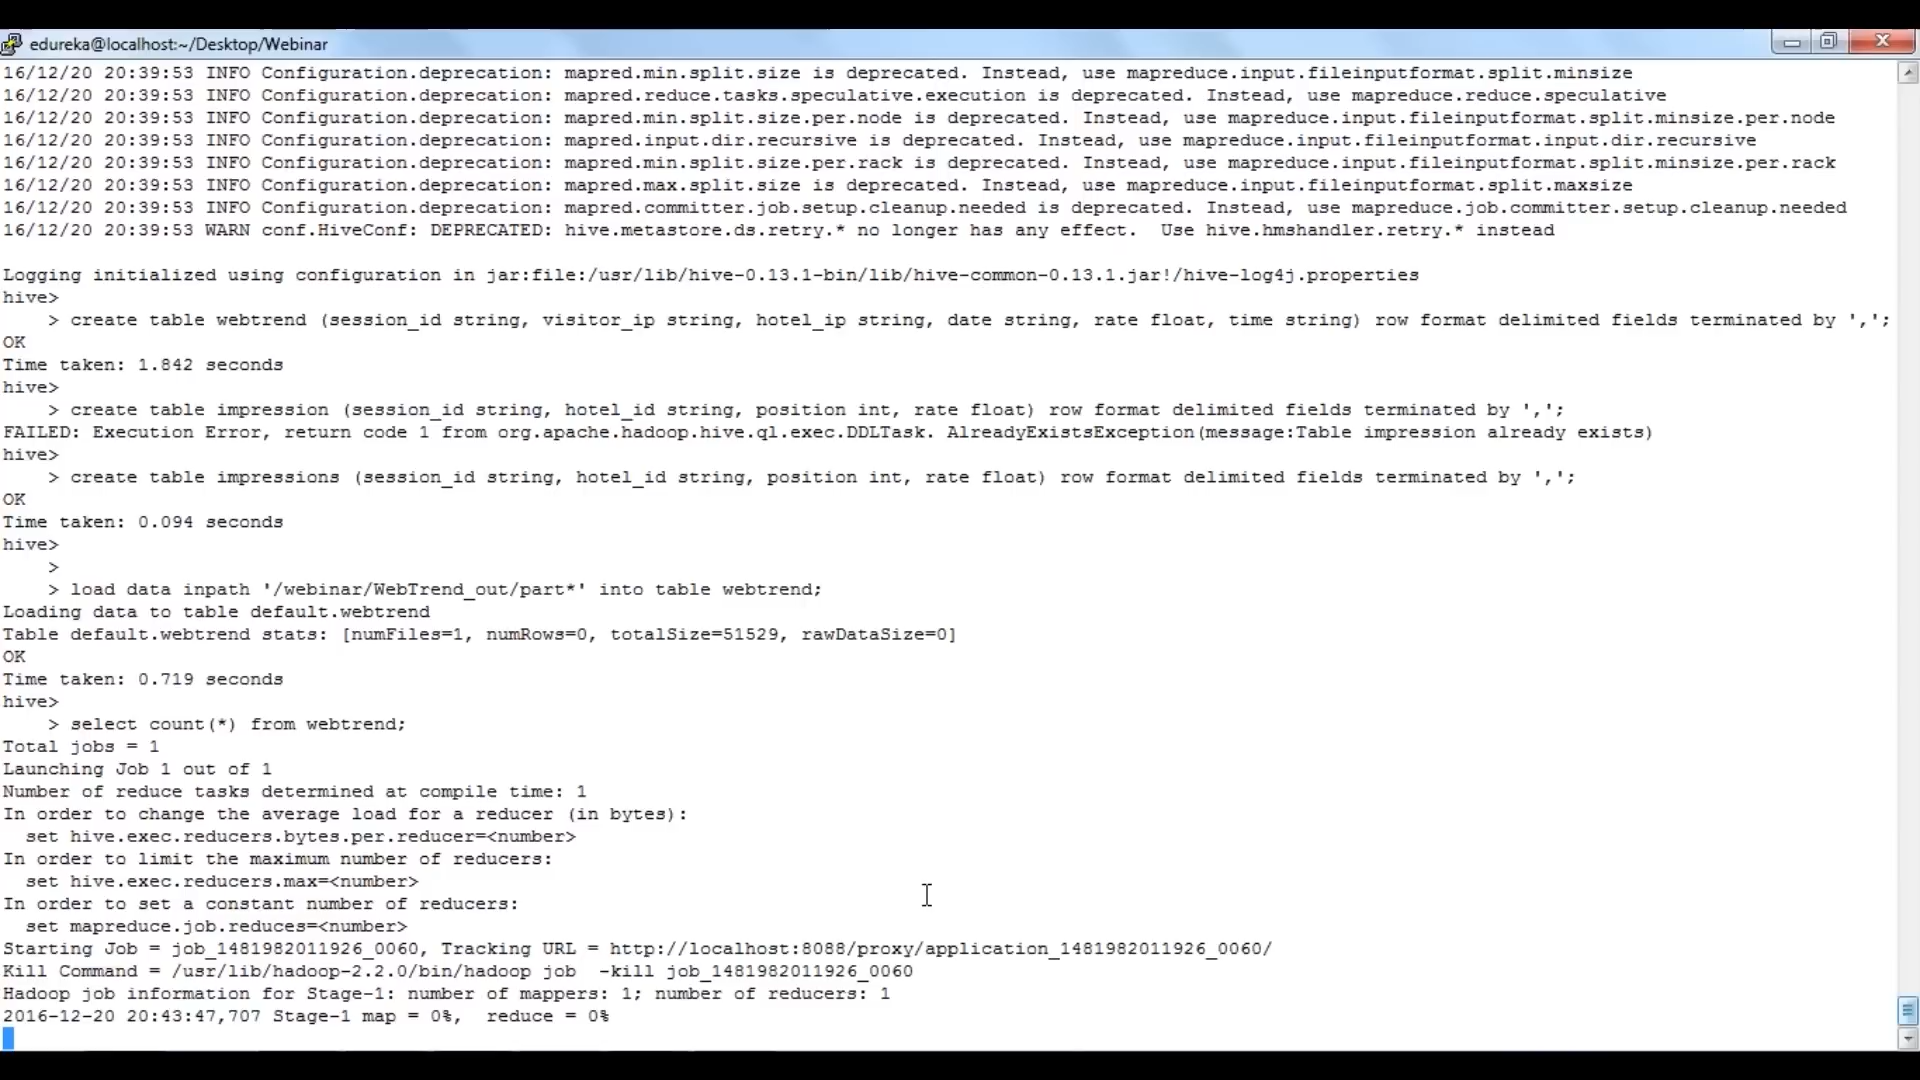 edureka@localhost:~/Desktop/Webinar
16/12/20 20:39:53 INFO Configuration.deprecation: mapred.min.split.size is deprecated. Instead, use mapreduce.input.fileinputformat.split.minsize
16/12/20 20:39:53 INFO Configuration.deprecation: mapred.reduce.tasks.speculative.execution is deprecated. Instead, use mapreduce.reduce.speculative
16/12/20 20:39:53 INFO Configuration.deprecation: mapred.min.split.size.per.node is deprecated. Instead, use mapreduce.input.fileinputformat.split.minsize.per.node
16/12/20 20:39:53 INFO Configuration.deprecation: mapred.input.dir.recursive is deprecated. Instead, use mapreduce.input.fileinputformat.input.dir.recursive
16/12/20 20:39:53 INFO Configuration.deprecation: mapred.min.split.size.per.rack is deprecated. Instead, use mapreduce.input.fileinputformat.split.minsize.per.rack
16/12/20 20:39:53 INFO Configuration.deprecation: mapred.max.split.size is deprecated. Instead, use mapreduce.input.fileinputformat.split.maxsize
16/12/20 20:39:53 INFO Configuration.deprecation: mapred.committer.job.setup.cleanup.needed is deprecated. Instead, use mapreduce.job.committer.setup.cleanup.needed
16/12/20 20:39:53 WARN conf.HiveConf: DEPRECATED: hive.metastore.ds.retry.* no longer has any effect.  Use hive.hmshandler.retry.* instead
Logging initialized using configuration in jar:file:/usr/lib/hive-0.13.1-bin/lib/hive-common-0.13.1.jar!/hive-log4j.properties
hive>
    > create table webtrend (session_id string, visitor_ip string, hotel_ip string, date string, rate float, time string) row format delimited fields terminated by ',';
OK
Time taken: 1.842 seconds
hive>
    > create table impression (session_id string, hotel_id string, position int, rate float) row format delimited fields terminated by ',';
FAILED: Execution Error, return code 1 from org.apache.hadoop.hive.ql.exec.DDLTask. AlreadyExistsException(message:Table impression already exists)
hive>
    > create table impressions (session_id string, hotel_id string, position int, rate float) row format delimited fields terminated by ',';
OK
Time taken: 0.094 seconds
hive>
    >
    > load data inpath '/webinar/WebTrend_out/part*' into table webtrend;
Loading data to table default.webtrend
Table default.webtrend stats: [numFiles=1, numRows=0, totalSize=51529, rawDataSize=0]
OK
Time taken: 0.719 seconds
hive>
    > select count(*) from webtrend;
Total jobs = 1
Launching Job 1 out of 1
Number of reduce tasks determined at compile time: 1
In order to change the average load for a reducer (in bytes):
  set hive.exec.reducers.bytes.per.reducer=<number>
In order to limit the maximum number of reducers:
  set hive.exec.reducers.max=<number>
In order to set a constant number of reducers:
  set mapreduce.job.reduces=<number>
Starting Job = job_1481982011926_0060, Tracking URL = http://localhost:8088/proxy/application_1481982011926_0060/
Kill Command = /usr/lib/hadoop-2.2.0/bin/hadoop job  -kill job_1481982011926_0060
Hadoop job information for Stage-1: number of mappers: 1; number of reducers: 1
2016-12-20 20:43:47,707 Stage-1 map = 0%,  reduce = 0%